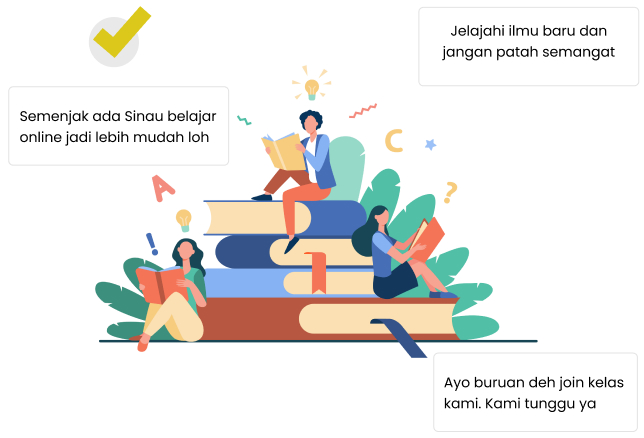 Jelajahi ilmu baru dan
jangan patah semangat
Semenjak ada Sinau belajar
online jadi lebih mudah loh
A
C
?
!
Ayo buruan deh join kelas
kami. Kami tunggu ya